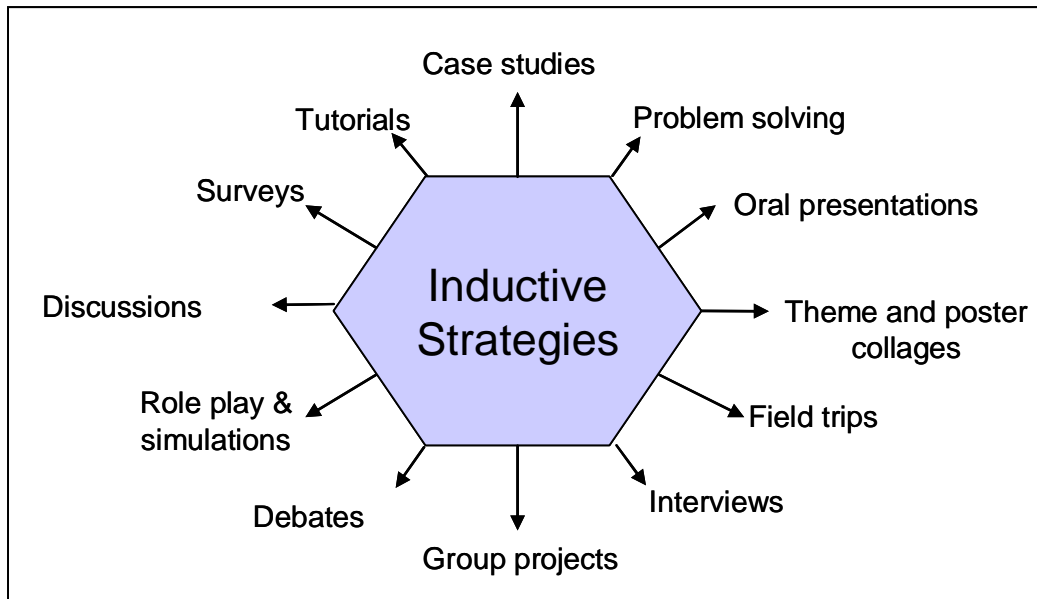 Case studies
Tutorials
Problem solving
Surveys
Oral presentations
Inductive
Strategies
Discussions
Theme and poster
collages
Role play &
simulations
Field trips
Debates
Interviews
Group projects